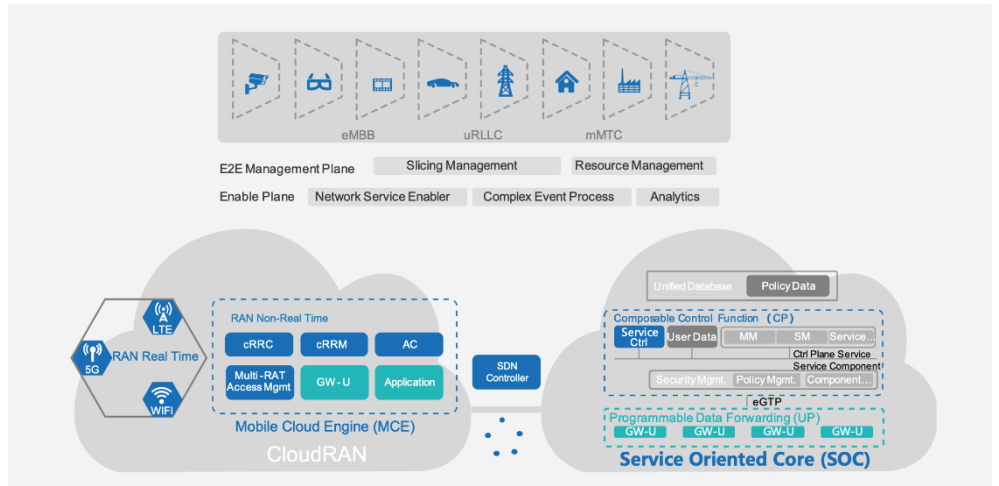 eMBB
uRLLC
mMTC
E2E Management Plane
Slicing Management
Resource Management
Enable Plane
Network Service Enabler
Complex Event Process
Analytics
LTE
5G
RAN Real Time
WIFI
RAN Non-Real Time
cRRC
cRRM
AC
Multi-RAT
Access Mgmt
GW - U
Application
Mobile Cloud Engine (MCE)
CloudRAN
SDN
Controller
Unified Database
Policy Data
Composable Control Function (CP)
Service
Ctrl
User Data
MM
SM
Service...
Ctrl Plane Service
Service Component
Security Mgmt.
Policy Mgmt.
Component...
eGTP
Programmable Data Forwarding (UP)
GW-U
GW-U
GW-U
GW-U
Service Oriented Core (SOC)